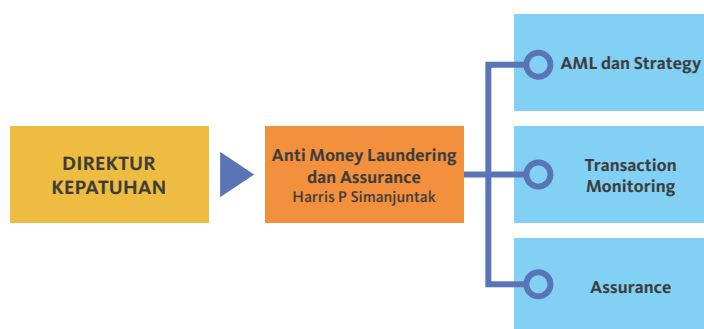 DIREKTUR
KEPATUHAN
Anti Money Laundering
dan Assurance
Harris P Simanjuntak
AML dan Strategy
Transaction
Monitoring
Assurance